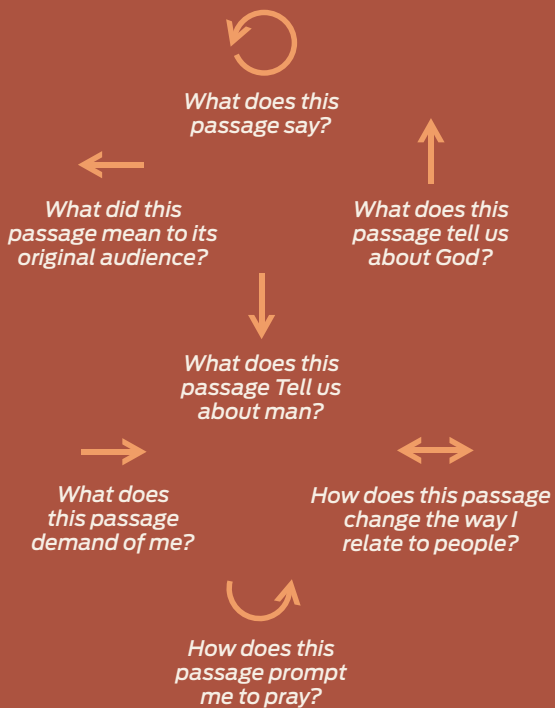 What does this
passage say?
What did this
passage mean to its
original audience?
What does this
passage tell us
about God?
What does this
passage Tell us
about man?
What does
this passage
demand of me?
How does this passage
change the way I
relate to people?
How does this
passage prompt
me to pray?